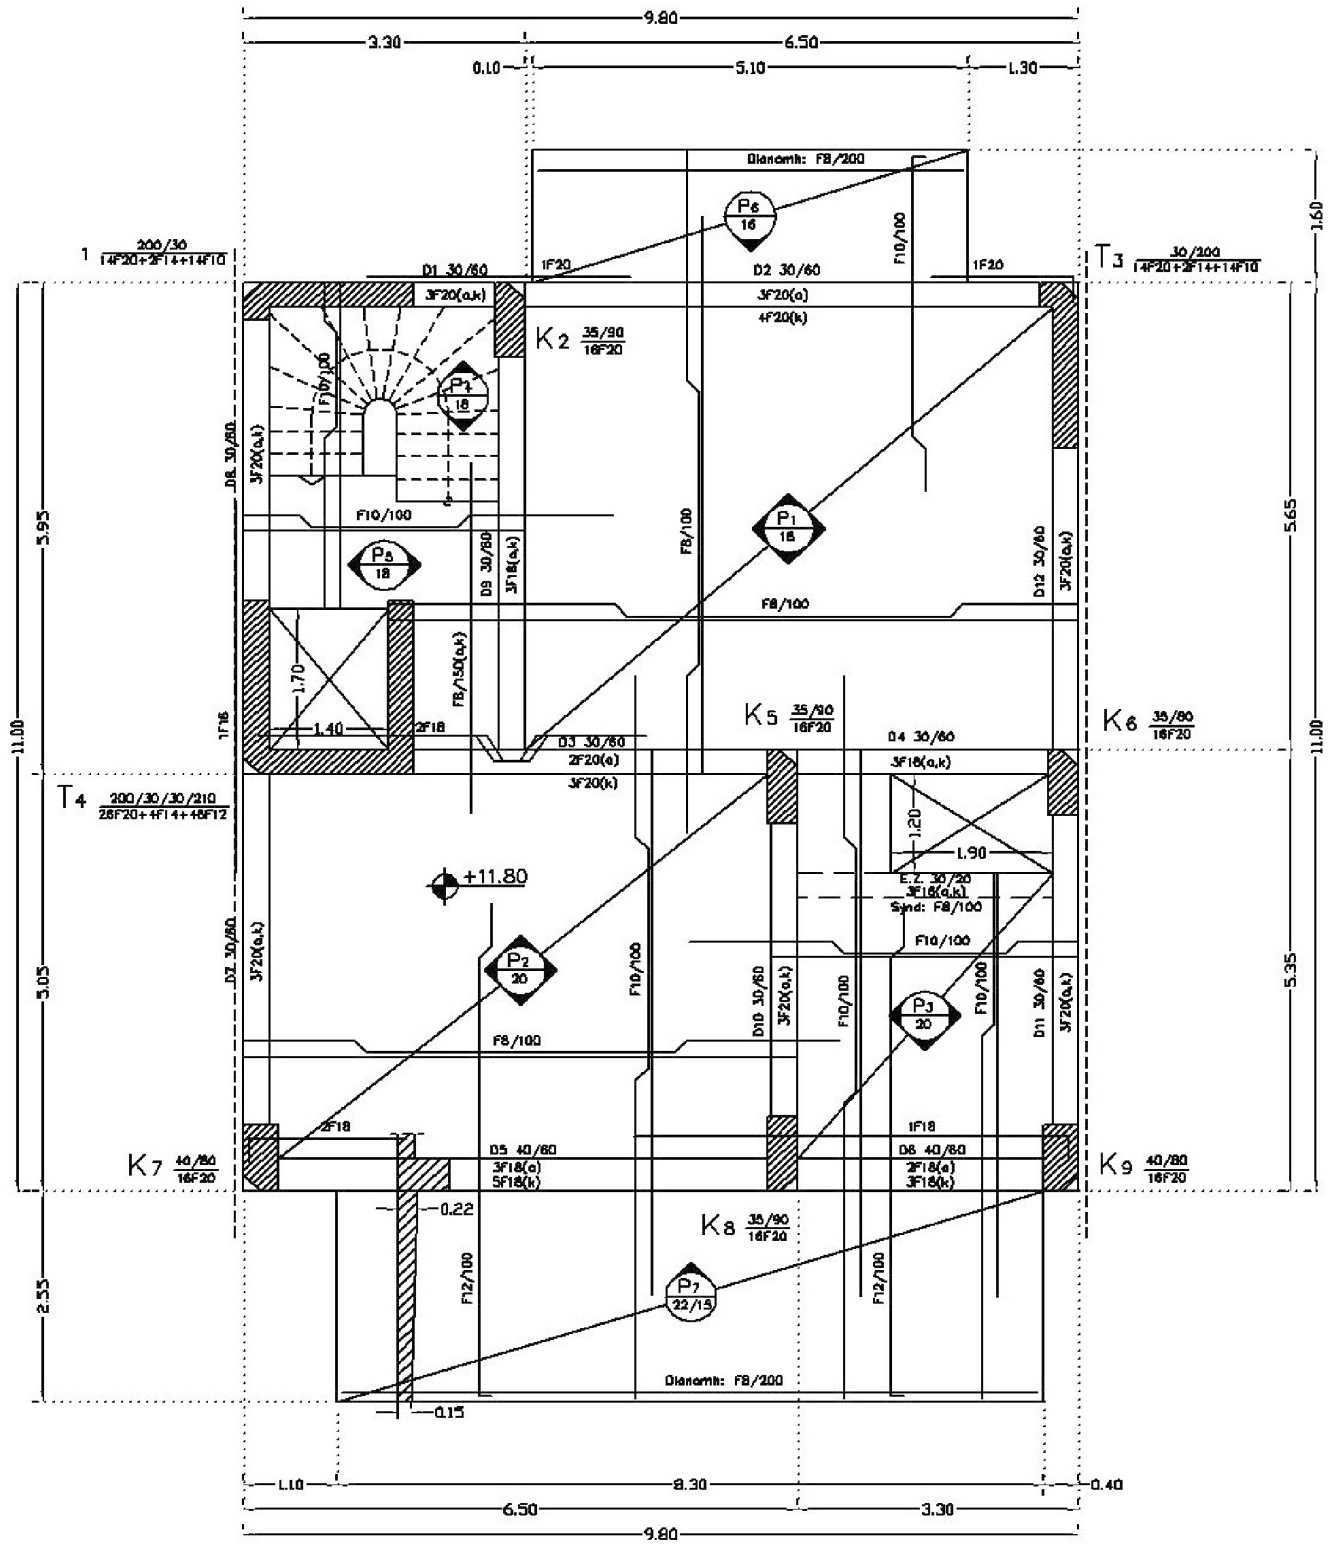 9.80
3.30
6.50
0.10
5.10
1.30
Dianomh: F8/200
P6
16
F10/100
1.60
1 200/30
14F20+2F14+14F10
D1 30/60
1F20
D2 30/60
1F20
T3 30/200
14F20+2F14+14F10
3F20(a,k)
3F20(a)
4F20(k)
K2 35/90
16F20
F10/100
18
D8 30/60
3F20(a,k)
5.95
5.65
F10/100
P1
F8/100
P5
18
D9 30/60
3F18(a,k)
D12 30/60
3F20(a,k)
F8/100
1.70
F8/150(a,k)
1.40
2F18
11.00
11.00
K5 35/90
16F20
K6 35/80
16F20
D3 30/60
2F20(a)
3F20(k)
D4 30/60
3F18(a,k)
T4 200/30/30/210
28F20+4F14+48F12
1.20
1.90
+11.80
E.Z. 30/20
3F16(a,k)
Synd: F8/100
F10/100
P2
20
F10/100
D10 30/60
3F20(a,k)
F10/100
F10/100
P3
20
D11 30/60
3F20(a,k)
D7 30/60
3F20(a,k)
5.05
5.35
F8/100
2F18
1F18
K7 40/80
16F20
D5 40/60
3F18(a)
5F18(k)
D6 40/60
2F18(a)
3F18(k)
K9 40/80
16F20
0.22
K8 35/90
16F20
2.55
F12/100
P7
22/15
F12/100
Dianomh: F8/200
0.15
1.10
8.30
0.40
6.50
3.30
9.80